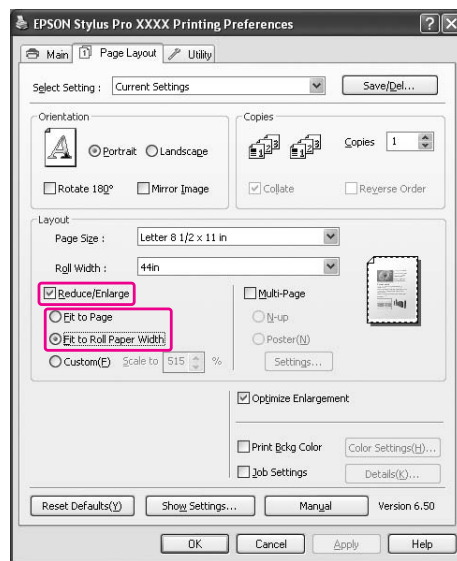 EPSON Stylus Pro XXXX Printing Preferences
Main Page Layout Utility
Select Setting : Current Settings Save/Del...
Orientation
Portrait Landscape
Rotate 180° Mirror Image
Copies
Copies 1
Collate Reverse Order
Layout
Page Size : Letter 8 1/2 x 11 in
Roll Width : 44in
Reduce/Enlarge
Fit to Page
Fit to Roll Paper Width
Custom(F) Scale to 515 %
Multi-Page
N-up
Poster(N)
Settings...
Optimize Enlargement
Print Bckg Color Color Settings(H)...
Job Settings Details(K)...
Reset Defaults(Y) Show Settings... Manual Version 6.50
OK Cancel Apply Help